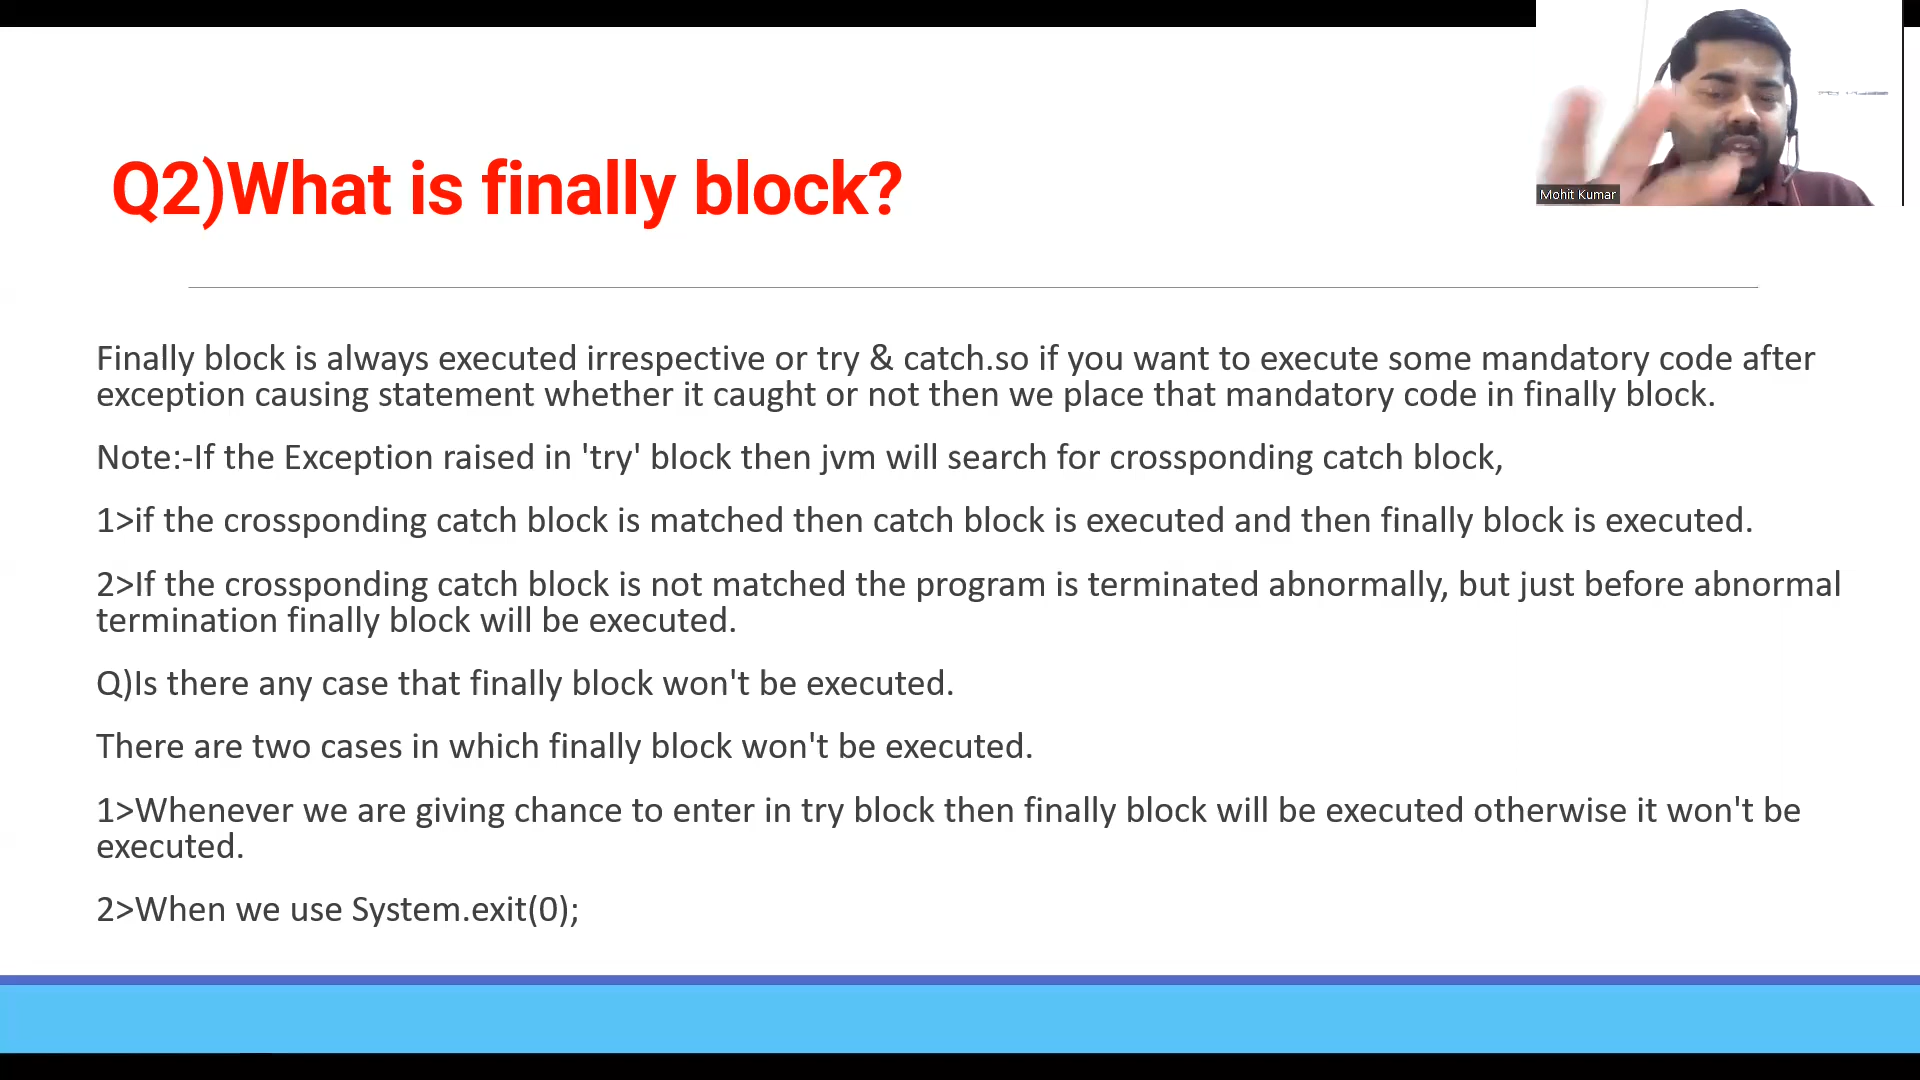 Mohit Kumar
Q2)What is finally block?
Finally block is always executed irrespective or try & catch.so if you want to execute some mandatory code after
exception causing statement whether it caught or not then we place that mandatory code in finally block.
Note:-If the Exception raised in 'try' block then jvm will search for crossponding catch block,
1>if the crossponding catch block is matched then catch block is executed and then finally block is executed.
2>If the crossponding catch block is not matched the program is terminated abnormally, but just before abnormal
termination finally block will be executed.
Q)Is there any case that finally block won't be executed.
There are two cases in which finally block won't be executed.
1>Whenever we are giving chance to enter in try block then finally block will be executed otherwise it won't be
executed.
2>When we use System.exit(0);